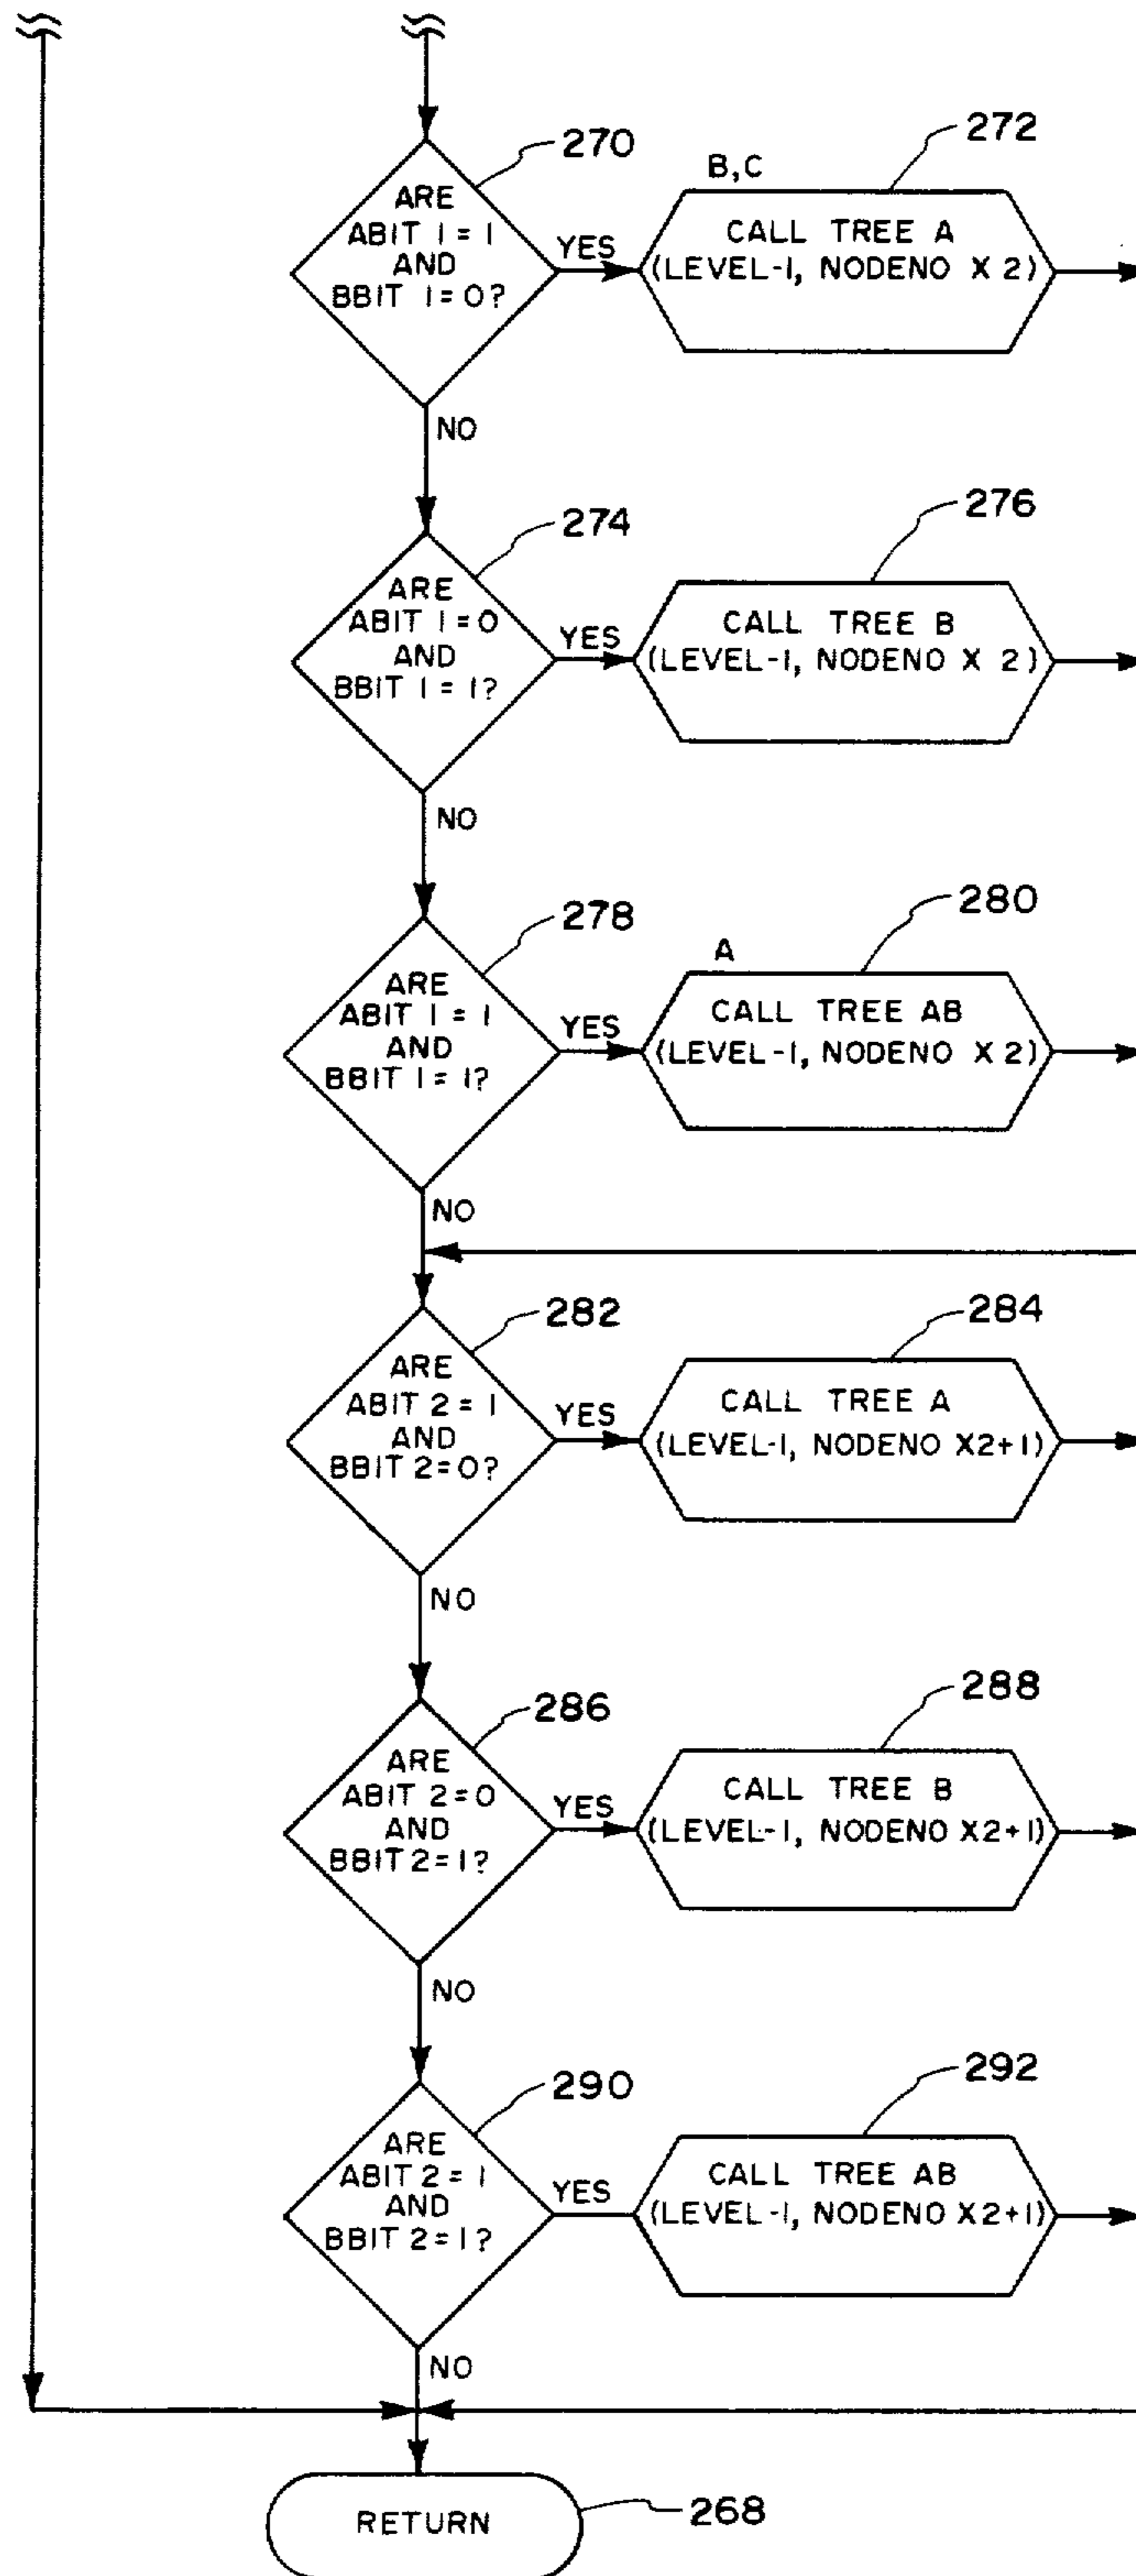 270
ARE
ABIT 1 = 1
AND
BBIT 1 = 0?
YES
NO
272
B,C
CALL TREE A
(LEVEL-1, NODENO X 2)
274
ARE
ABIT 1 = 0
AND
BBIT 1 = 1?
YES
NO
276
CALL TREE B
(LEVEL-1, NODENO X 2)
278
ARE
ABIT 1 = 1
AND
BBIT 1 = 1?
YES
NO
280
A
CALL TREE AB
(LEVEL-1, NODENO X 2)
282
ARE
ABIT 2 = 1
AND
BBIT 2=0?
YES
NO
284
CALL TREE A
(LEVEL-1, NODENO X2+1)
286
ARE
ABIT 2=0
AND
BBIT 2=1?
YES
NO
288
CALL TREE B
(LEVEL-1, NODENO X2+1)
290
ARE
ABIT 2=1
AND
BBIT 2=1?
YES
NO
292
CALL TREE AB
(LEVEL-1, NODENO X2+1)
RETURN
268